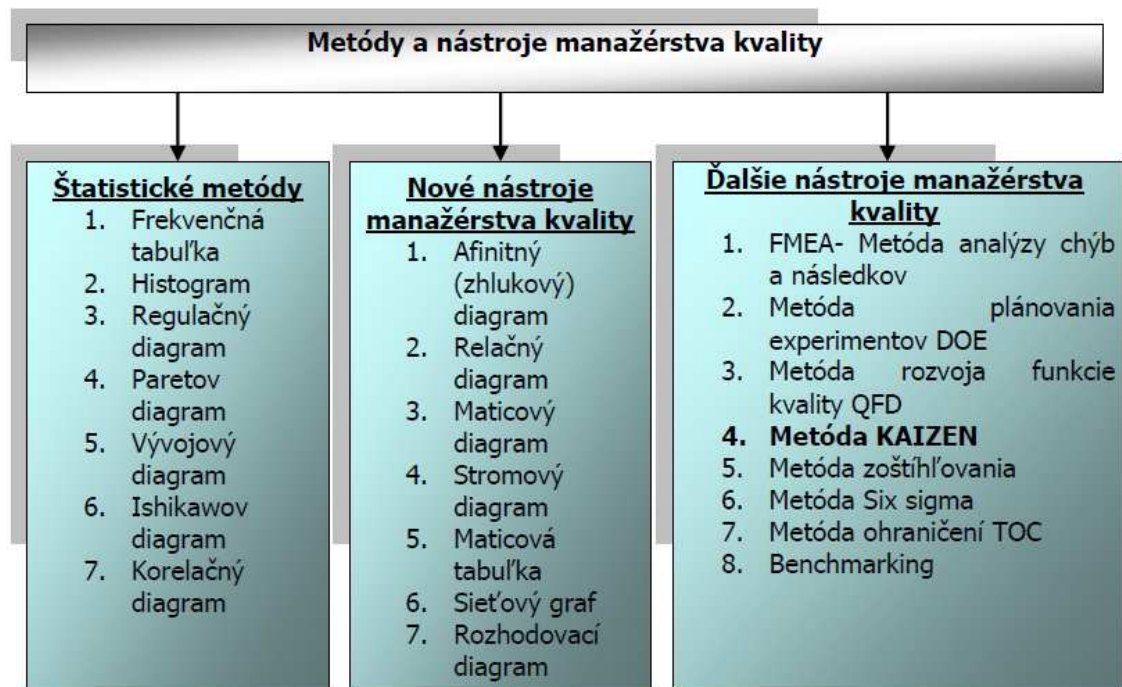 Metódy a nástroje manažérstva kvality
Štatistické metódy
1. Frekvenčná
tabuľka
2. Histogram
3. Regulačný
diagram
4. Paretov
diagram
5. Vývojový
diagram
6. Ishikawov
diagram
7. Korelačný
diagram
Nové nástroje
manažérstva kvality
1. Afinitný
(zhlukový)
diagram
2. Relačný
diagram
3. Maticový
diagram
4. Stromový
diagram
5. Maticová
tabuľka
6. Sieťový graf
7. Rozhodovací
diagram
Ďalšie nástroje manažérstva
kvality
1. FMEA- Metóda analýzy chýb
a následkov
2. Metóda plánovania
experimentov DOE
3. Metóda rozvoja funkcie
kvality QFD
4. Metóda KAIZEN
5. Metóda zoštíhľovania
6. Metóda Six sigma
7. Metóda ohraničení TOC
8. Benchmarking